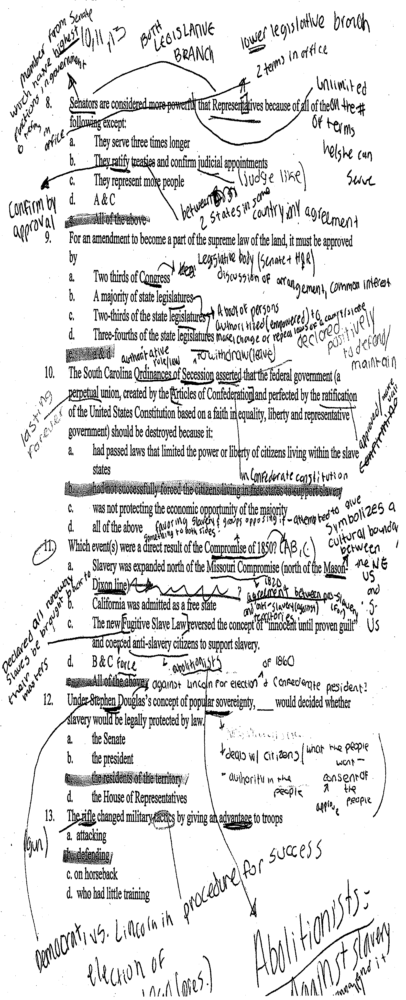 member from Senate
which have highest
functions in government
6 terms in
office
10, 11, 13
BOTH
LEGISLATIVE
BRANCH
lower legislative branch
2 terms in office
unlimited
on the #
of terms
he/she can
serve
8. Senators are considered more powerful that Representatives because of all of the
following except:
a. They serve three times longer
b. They ratify treaties and confirm judicial appointments
(judge like)
c. They represent more people
d. A & C
e. All of the above
Confirm by
approval
between
2 states in some
country, any agreement
9. For an amendment to become a part of the supreme law of the land, it must be approved
by
Legislative body (Senate + HOR)
discussion of arrangement, common interest
a. Two thirds of Congress
b. A majority of state legislatures
c. Two-thirds of the state legislatures
d. Three-fourths of the state legislatures
e. a & d
A body of persons
authoritized (empowered) to
make, change or repeal laws of a country/state
declared
positively
to defend/
maintain
authoritative
rule/law
to withdraw (leave)
10. The South Carolina Ordinances of Secession asserted that the federal government (a
perpetual union, created by the Articles of Confederation) and perfected by the ratification
of the United States Constitution based on a faith in equality, liberty and representative
government) should be destroyed because it:
lasting
forever
approved/make
vali
confirming
a. had passed laws that limited the power or liberty of citizens living within the slave
states
in Confederate constitution
b. had not successfully forced the citizens living in free states to support slavery
c. was not protecting the economic opportunity of the majority
d. all of the above
favoring slavery & groups opposing it - attempted to give
something to both sides.
symbolizes a
cultural bounda
between
the NE
US
and
S.
US
11. Which event(s) were a direct result of the Compromise of 1850? (AB, C.)
a. Slavery was expanded north of the Missouri Compromise (north of the Mason-
Dixon line)
1820
? agreement between pro-slavery
and anti-slavery (against) (for)
territories
b. California was admitted as a free state
c. The new Fugitive Slave Law reversed the concept of "innocent until proven guilt"
and coerced anti-slavery citizens to support slavery.
d. B & C
force
abolitionists
of 1860
e. All of the above
against Lincoln for election & Confederate president?
Declared all runaway
slaves be brought back to
their
masters
12. Under Stephen Douglas's concept of popular sovereignty, ___ would decided whether
slavery would be legally protected by law.
a. the Senate
b. the president
c. the residents of the territory
d. the House of Representatives
deals w/ citizens/what the people
want -
- authority in the
people
consent of
the
people
approve
13. The rifle changed military tactics by giving an advantage to troops
(gun)
a. attacking
b. defending
c. on horseback
d. who had little training
procedure for success
Democrat, vs. Lincoln in
election of
(pres.)
Abolitionists:
Against slavery
end it